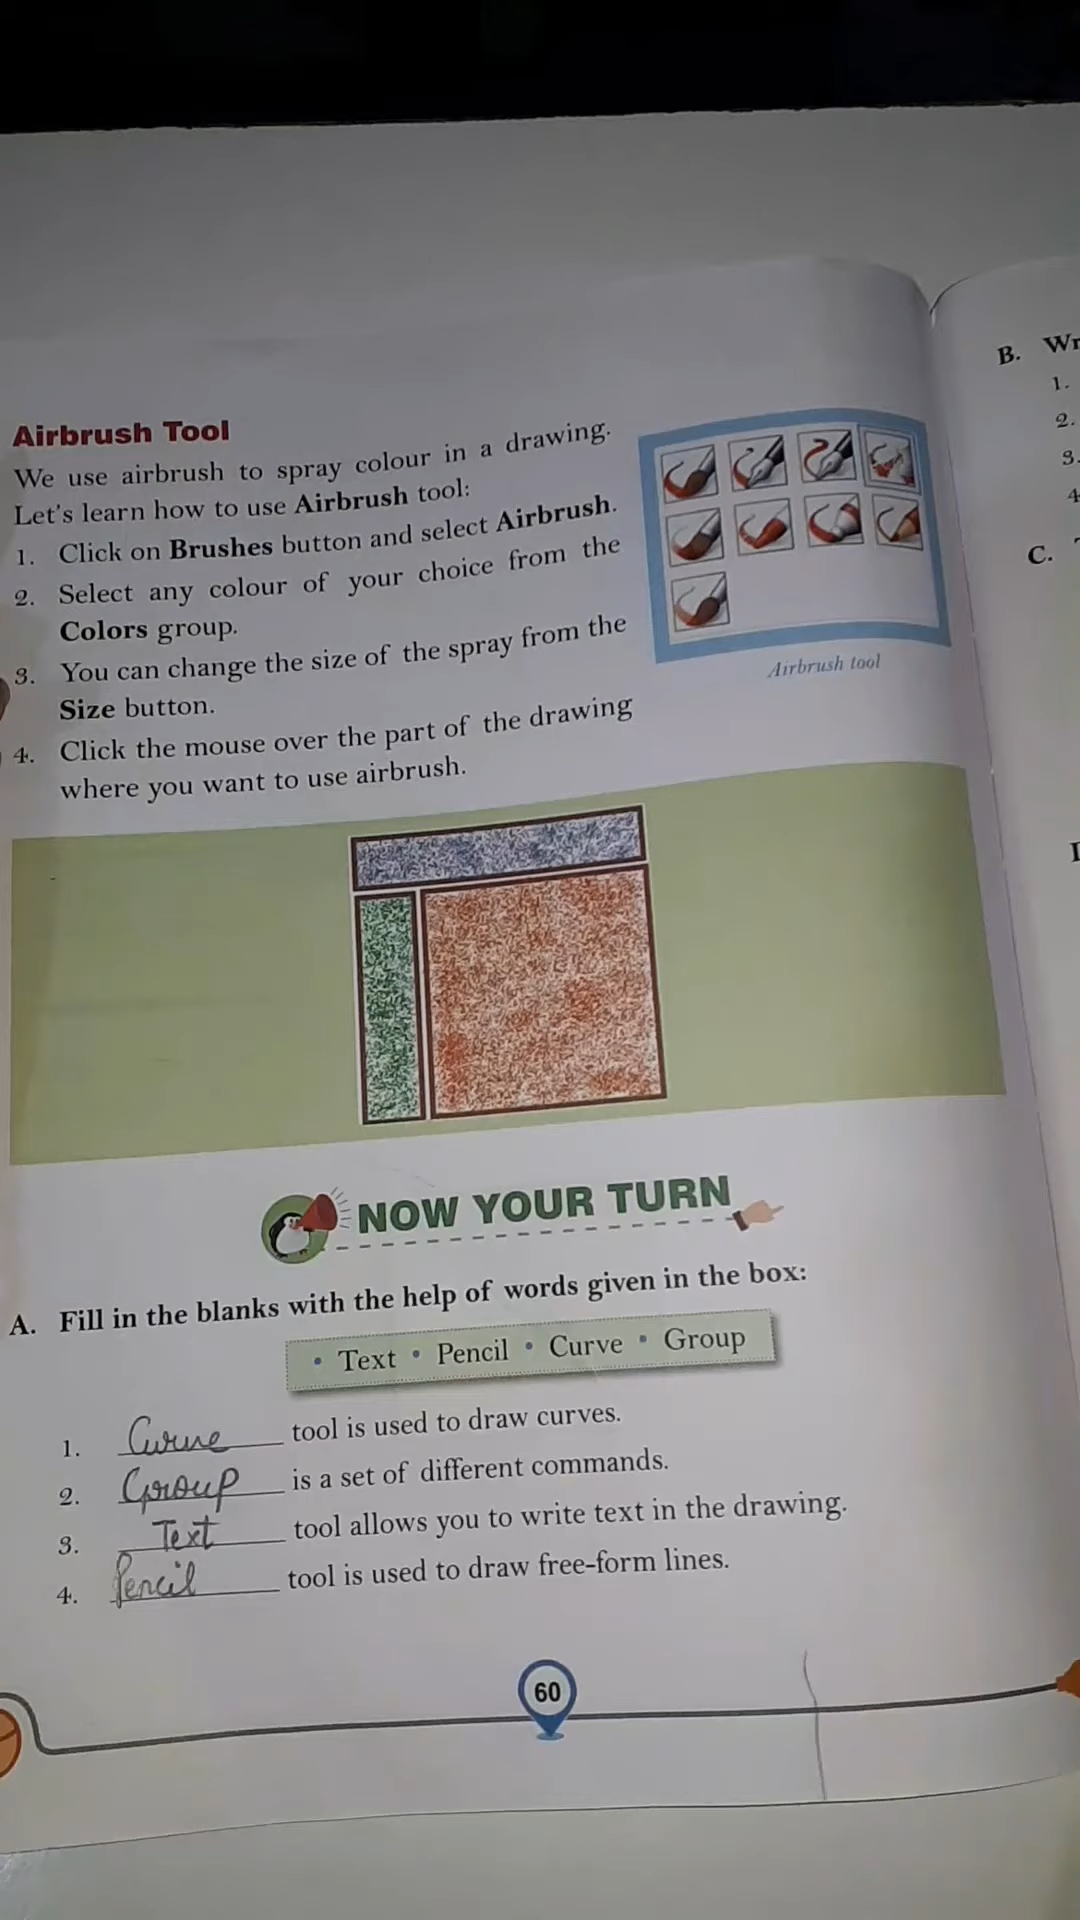 Airbrush Tool
We use airbrush to spray colour in a drawing.
Let's learn how to use Airbrush tool:
1. Click on Brushes button and select Airbrush.
2. Select any colour of your choice from the
Colors group.
3. You can change the size of the spray from the
Size button.
4. Click the mouse over the part of the drawing
where you want to use airbrush.
Airbrush tool
NOW YOUR TURN
A. Fill in the blanks with the help of words given in the box:
• Text • Pencil • Curve • Group
1. Curve tool is used to draw curves.
2. Group is a set of different commands.
3. Text tool allows you to write text in the drawing.
4. Pencil tool is used to draw free-form lines.
60
B.
1.
2.
3.
4
C.